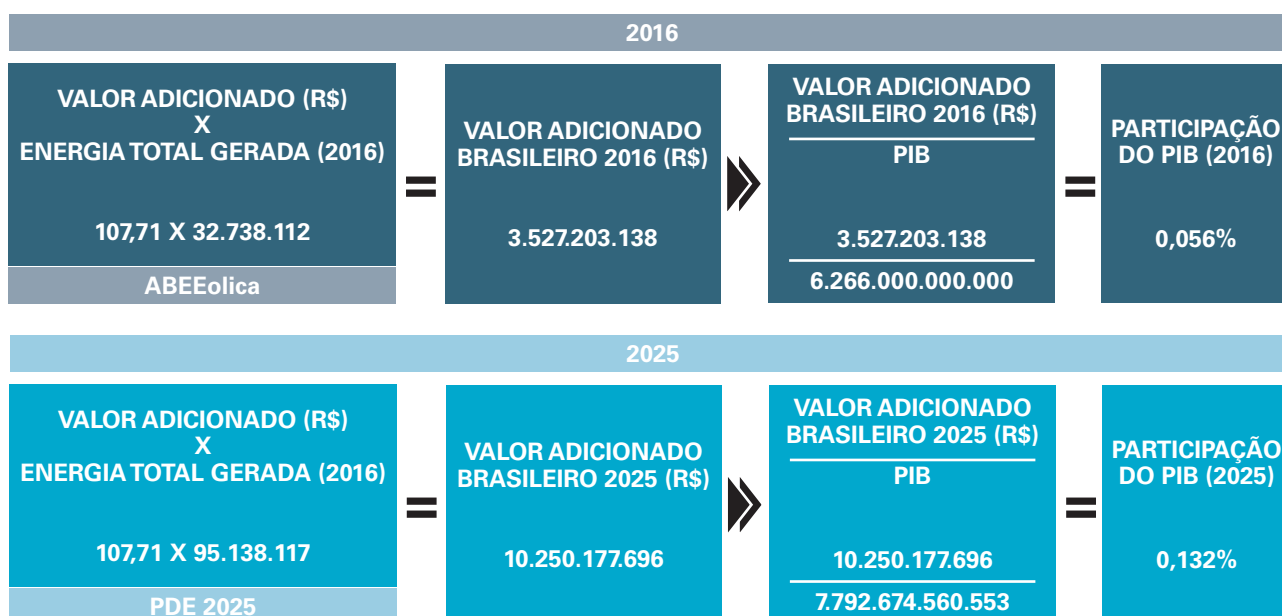 2016
VALOR ADICIONADO (R$)
X
ENERGIA TOTAL GERADA (2016)
107,71 X 32.738.112
ABEEolica
=
VALOR ADICIONADO
BRASILEIRO 2016 (R$)
3.527.203.138
VALOR ADICIONADO
BRASILEIRO 2016 (R$)
PIB
3.527.203.138
6.266.000.000.000
=
PARTICIPAÇÃO
DO PIB (2016)
0,056%
2025
VALOR ADICIONADO (R$)
X
ENERGIA TOTAL GERADA (2016)
107,71 X 95.138.117
PDE 2025
=
VALOR ADICIONADO
BRASILEIRO 2025 (R$)
10.250.177.696
VALOR ADICIONADO
BRASILEIRO 2025 (R$)
PIB
10.250.177.696
7.792.674.560.553
=
PARTICIPAÇÃO
DO PIB (2025)
0,132%